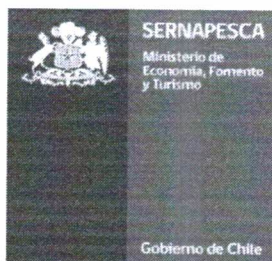 SERNAPESCA
Ministerio de
Economía, Fomento
y Turismo
Gobierno de Chile